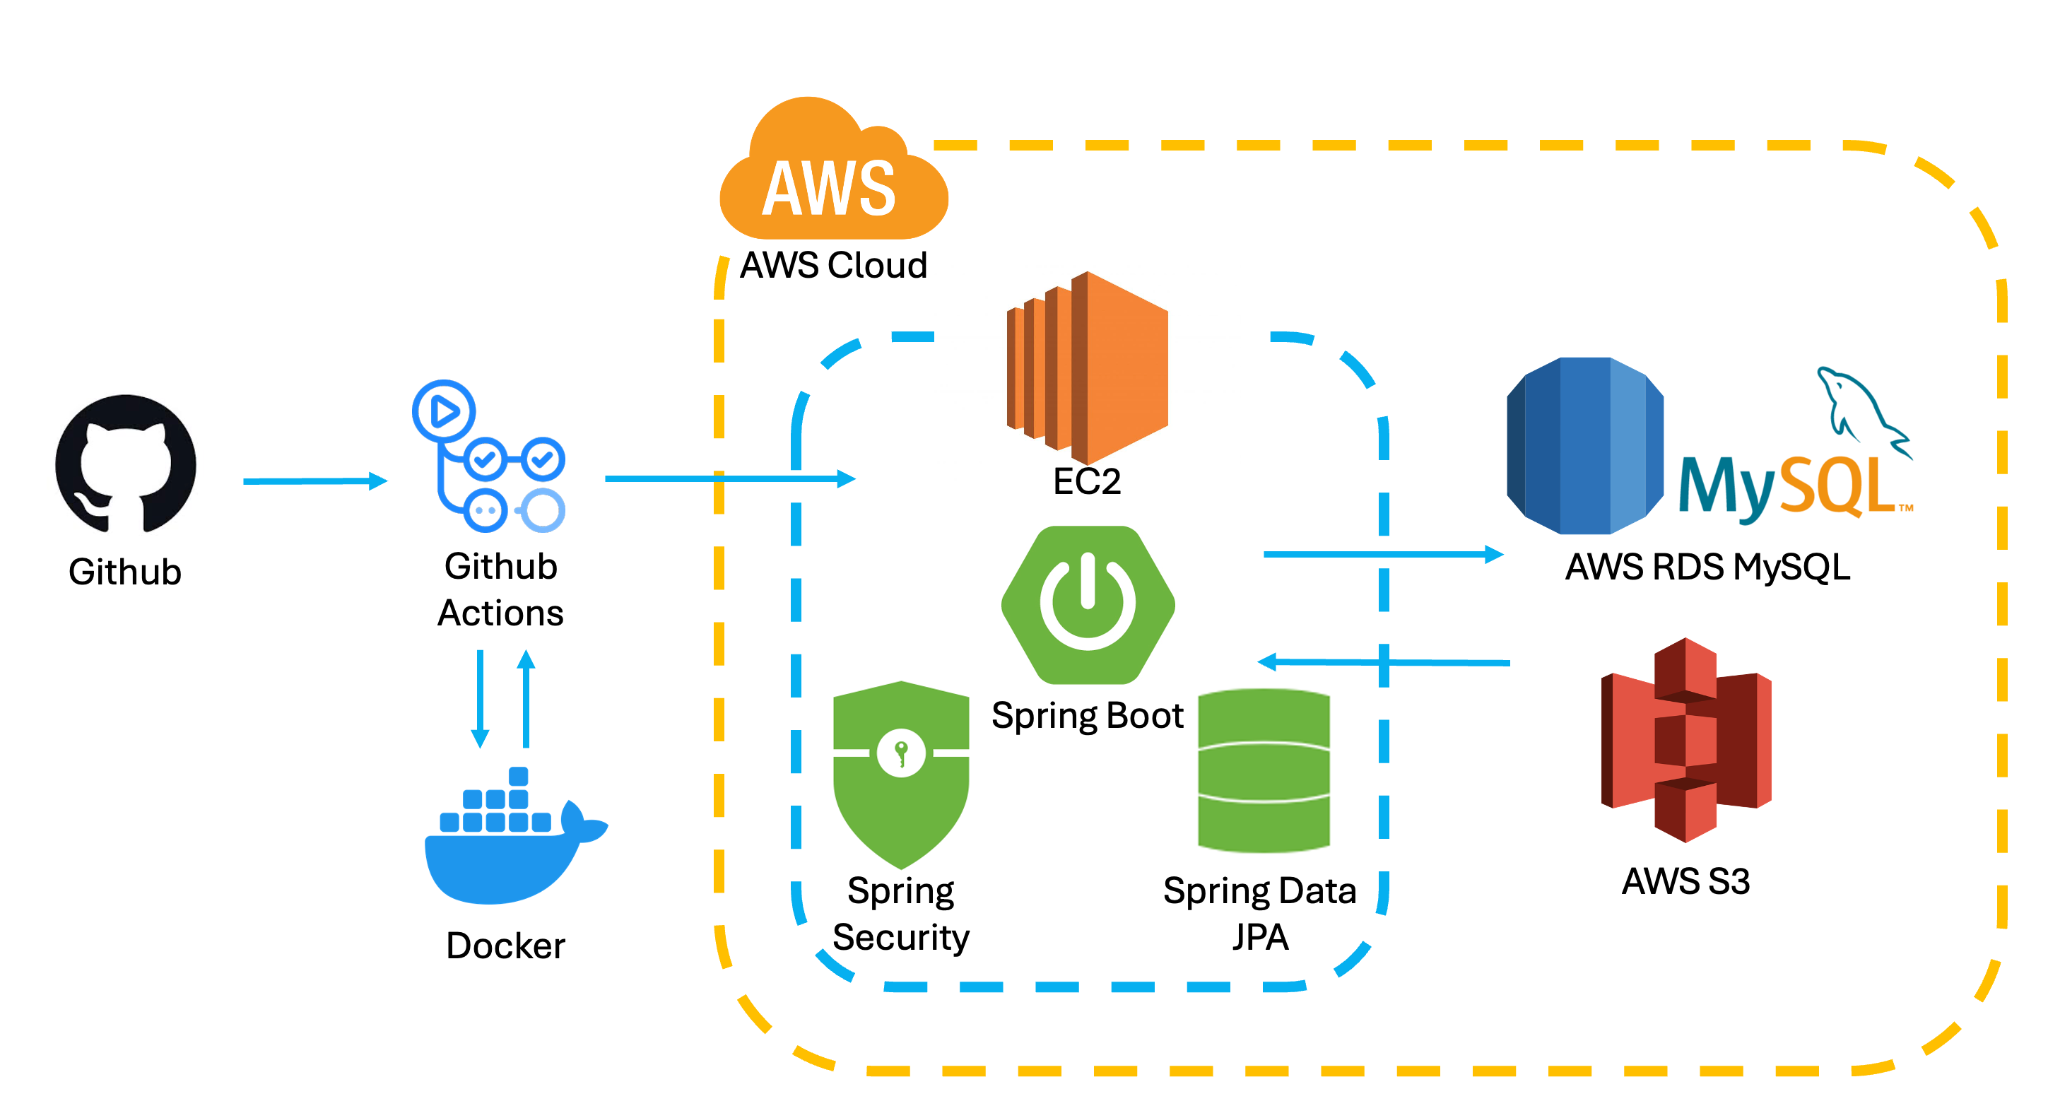 AWS
AWS Cloud
EC2
MySQL™
Github
Github
Actions
AWS RDS MySQL
Spring Boot
Spring
Security
Spring Data
JPA
AWS S3
Docker